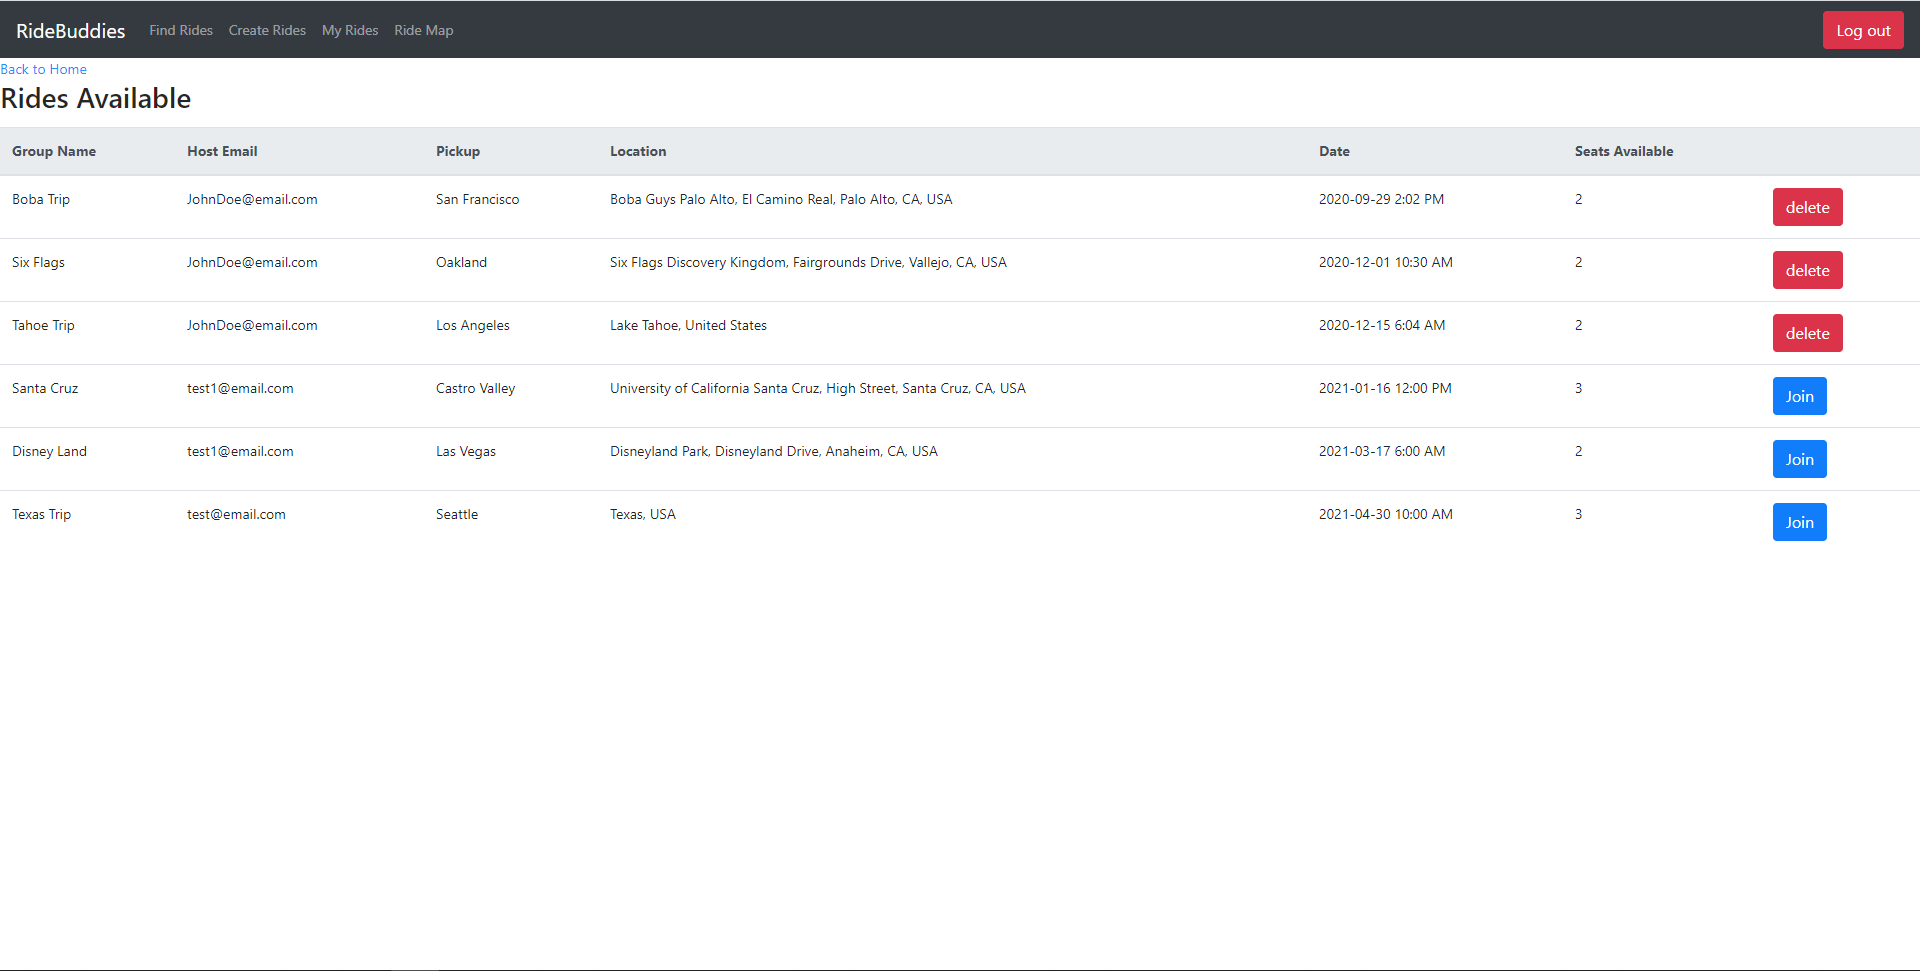 RideBuddies Find Rides Create Rides My Rides Ride Map Log out
Back to Home
Rides Available
Group Name Host Email Pickup Location Date Seats Available
Boba Trip JohnDoe@email.com San Francisco Boba Guys Palo Alto, El Camino Real, Palo Alto, CA, USA 2020-09-29 2:02 PM 2 delete
Six Flags JohnDoe@email.com Oakland Six Flags Discovery Kingdom, Fairgrounds Drive, Vallejo, CA, USA 2020-12-01 10:30 AM 2 delete
Tahoe Trip JohnDoe@email.com Los Angeles Lake Tahoe, United States 2020-12-15 6:04 AM 2 delete
Santa Cruz test1@email.com Castro Valley University of California Santa Cruz, High Street, Santa Cruz, CA, USA 2021-01-16 12:00 PM 3 Join
Disney Land test1@email.com Las Vegas Disneyland Park, Disneyland Drive, Anaheim, CA, USA 2021-03-17 6:00 AM 2 Join
Texas Trip test@email.com Seattle Texas, USA 2021-04-30 10:00 AM 3 Join